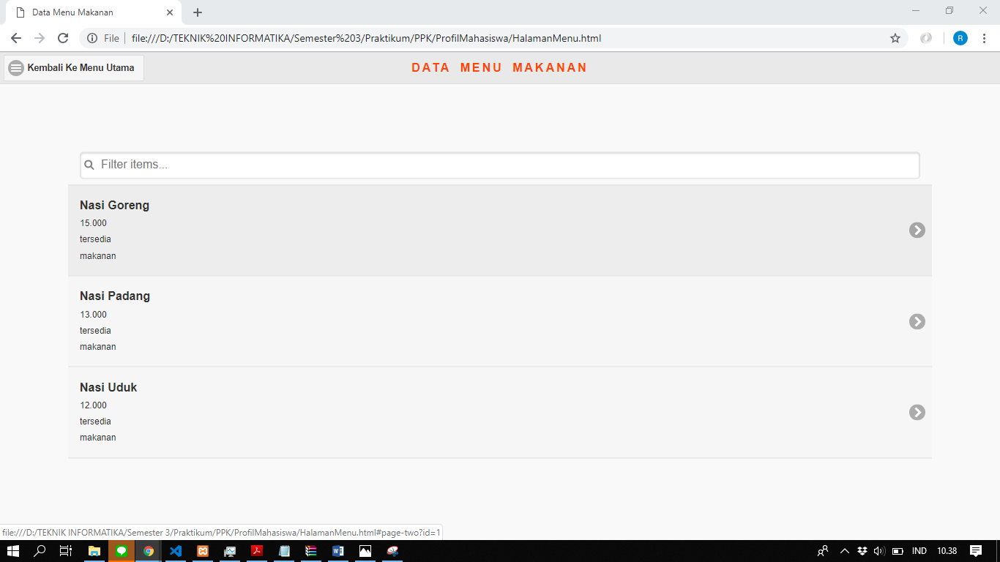 Data Menu Makanan
File
file:///D:/TEKNIK%20INFORMATIKA/Semester%203/Praktikum/PPK/ProfilMahasiswa/HalamanMenu.html
R
Kembali Ke Menu Utama
DATA MENU MAKANAN
Filter items...
Nasi Goreng
15.000
tersedia
makanan
Nasi Padang
13.000
tersedia
makanan
Nasi Uduk
12.000
tersedia
makanan
file:///D:/TEKNIK INFORMATIKA/Semester 3/Praktikum/PPK/ProfilMahasiswa/HalamanMenu.html#page-two?id=1
IND
10.38